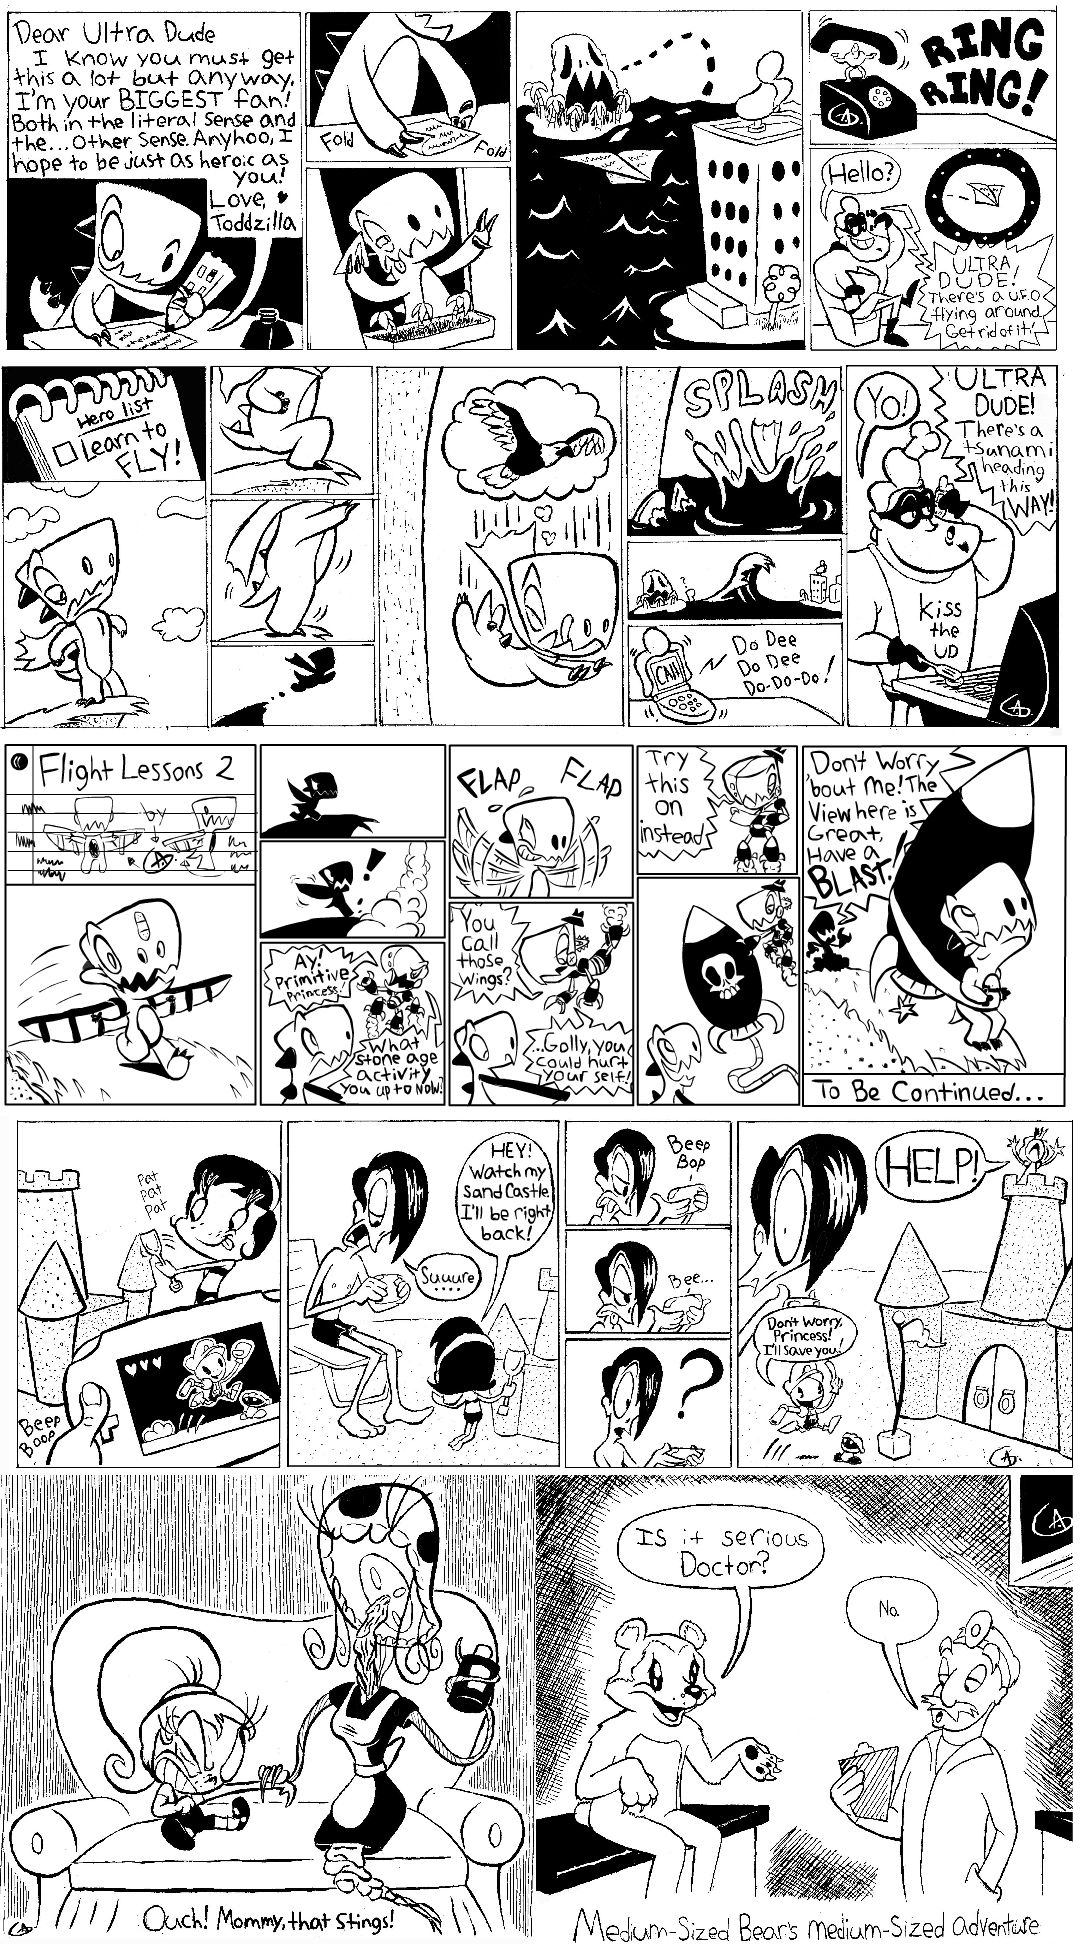 Dear Ultra Dude
I know you must get
this a lot but anyway,
I'm your BIGGEST fan!
Both in the literal sense and
the... other sense. Anyhoo, I
hope to be just as heroic as
you!
Love,
Toddzilla
Fold
Fold
RING
RING!
Hello?
ULTRA
DUDE!
There's a U.F.O
flying around.
Get rid of it!
Hero list
Learn to
FLY!
SPLASH
Do Dee
Do Dee
Do-Do-Do!
YO!
ULTRA
DUDE!
There's a
tsunami
heading
this
WAY!
kiss
the
UD
Flight Lessons 2
by
!
Ay!
Primitive
Princess!
What
stone age
activity
you up to NOW?
FLAP FLAP
You
call
those
wings?
...Golly, you
could hurt
your self!
Try
this
on
instead
Don't worry
'bout me! The
View here is
Great,
Have a
BLAST!
To Be Continued...
Pat
Pat
Pat
Pat
Beep
Boop
HEY!
Watch my
Sand Castle
I'll be right
back!
Suuure
....
Beep
Bop
Bee...
?
HELP!
Don't worry,
Princess!
I'll save you!
Ouch! Mommy, that stings!
Is it serious
Doctor?
No.
Medium-Sized Bear's medium-sized adventure